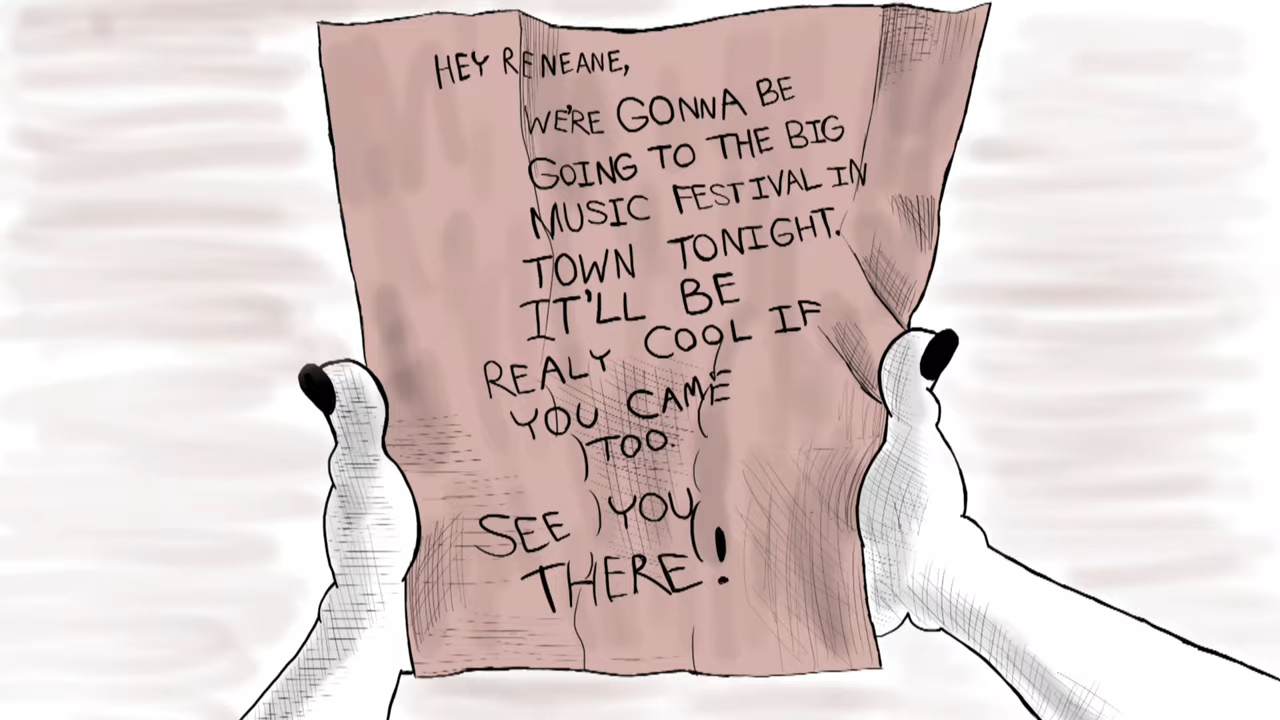 HEY RENEANE,
WE'RE GONNA BE
GOING TO THE BIG
MUSIC FESTIVAL IN
TOWN TONIGHT.
IT'LL BE
REALY COOL IF
YOU CAME
TOO.
SEE YOU
THERE!